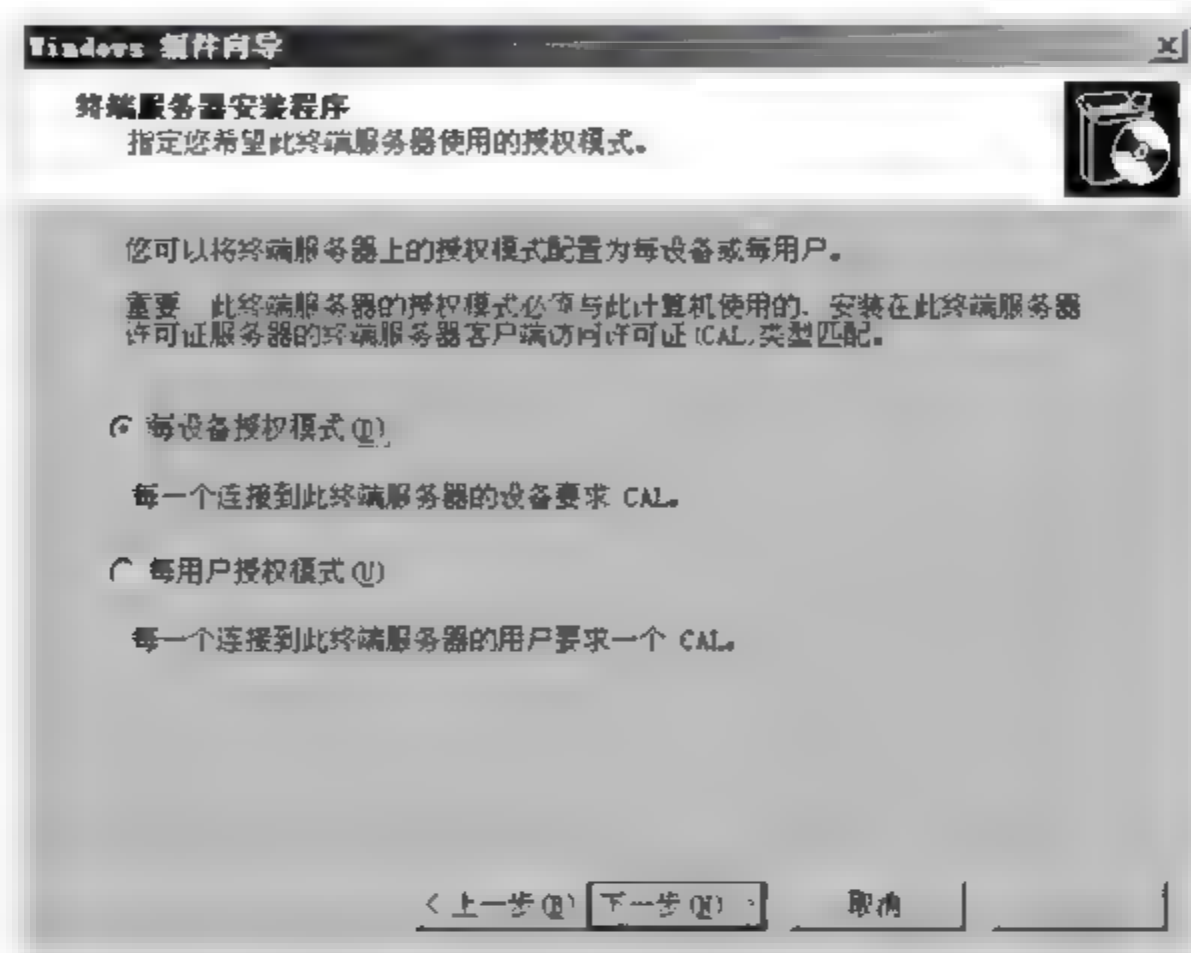 Windows 组件向导
终端服务器安装程序
指定您希望此终端服务器使用的授权模式。
您可以将终端服务器上的授权模式配置为每设备或每用户。
重要 此终端服务器的授权模式必须与此计算机使用的、安装在此终端服务器
许可证服务器的终端服务器客户端访问许可证(CAL)类型匹配。
每设备授权模式(D)
每一个连接到此终端服务器的设备要求 CAL。
每用户授权模式(U)
每一个连接到此终端服务器的用户要求一个 CAL。
< 上一步(B) 下一步(N) > 取消